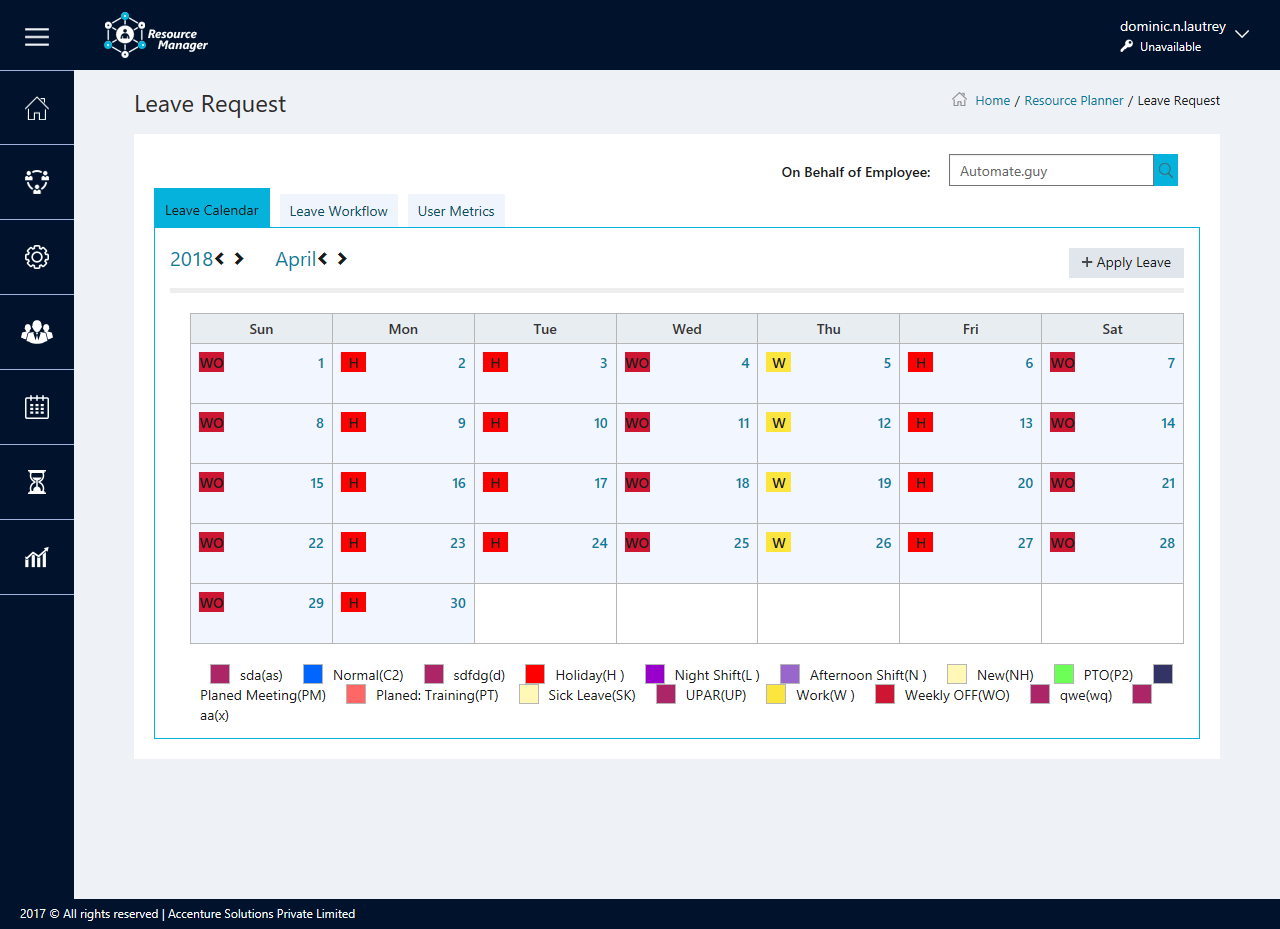 Resource
Manager
dominic.n.lautrey
Unavailable
Leave Request
Home / Resource Planner / Leave Request
On Behalf of Employee: Automate.guy
Leave Calendar Leave Workflow User Metrics
2018 April
+ Apply Leave
Sun Mon Tue Wed Thu Fri Sat
WO 1 H 2 H 3 WO 4 W 5 H 6 WO 7
WO 8 H 9 H 10 WO 11 W 12 H 13 WO 14
WO 15 H 16 H 17 WO 18 W 19 H 20 WO 21
WO 22 H 23 H 24 WO 25 W 26 H 27 WO 28
WO 29 H 30
sda(as) Normal(C2) sdfdg(d) Holiday(H ) Night Shift(L ) Afternoon Shift(N ) New(NH) PTO(P2)
Planed Meeting(PM) Planed: Training(PT) Sick Leave(SK) UPAR(UP) Work(W ) Weekly OFF(WO) qwe(wq)
aa(x)
2017 © All rights reserved | Accenture Solutions Private Limited